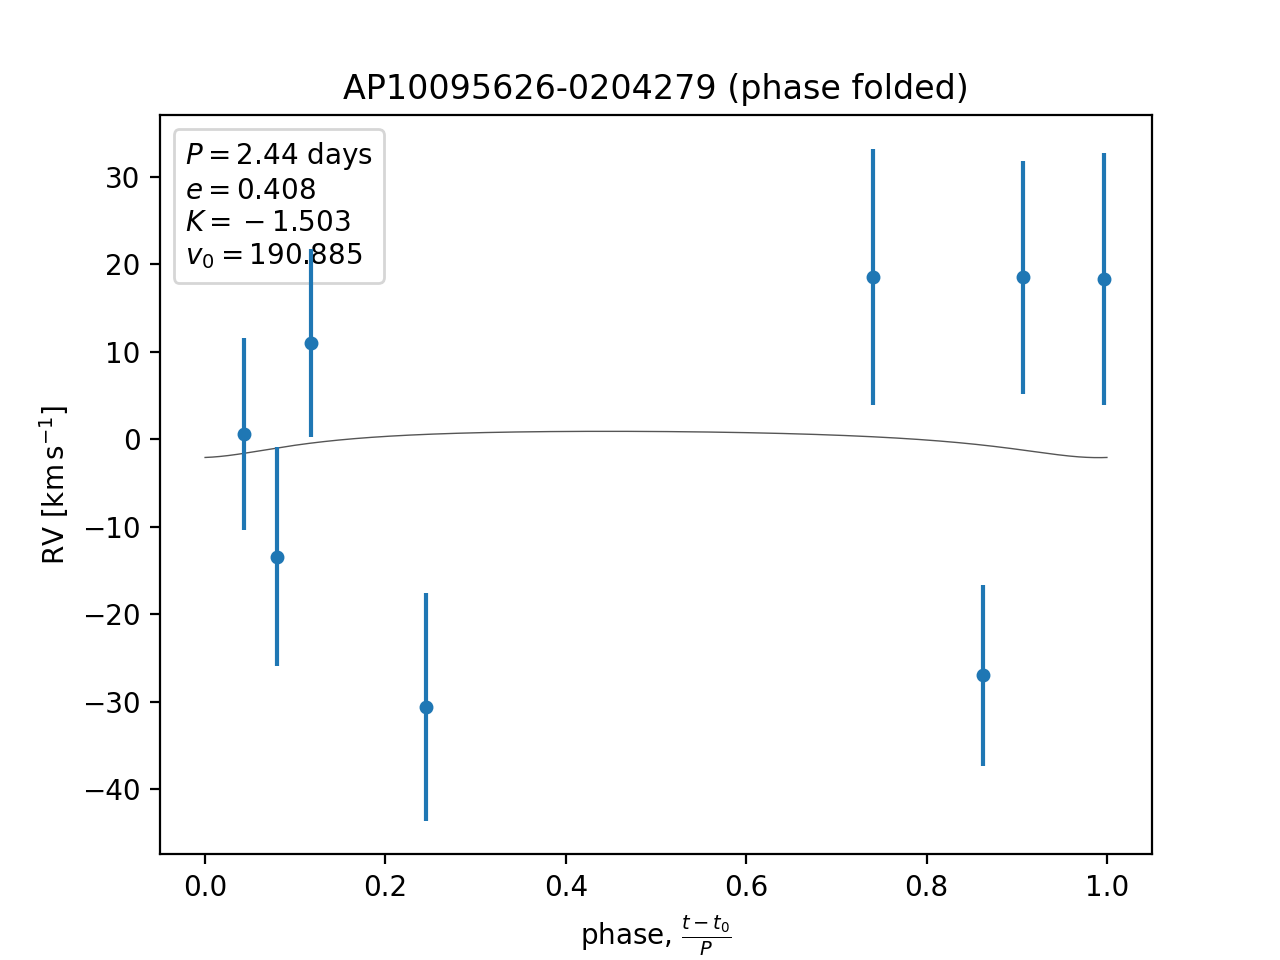 AP10095626-0204279 (phase folded)
P = 2.44 days
e = 0.408
K = −1.503
v₀ = 190.885
RV [km s⁻¹]
30
20
10
0
−10
−20
−30
−40
0.0 0.2 0.4 0.6 0.8 1.0
phase, (t − t₀)/P